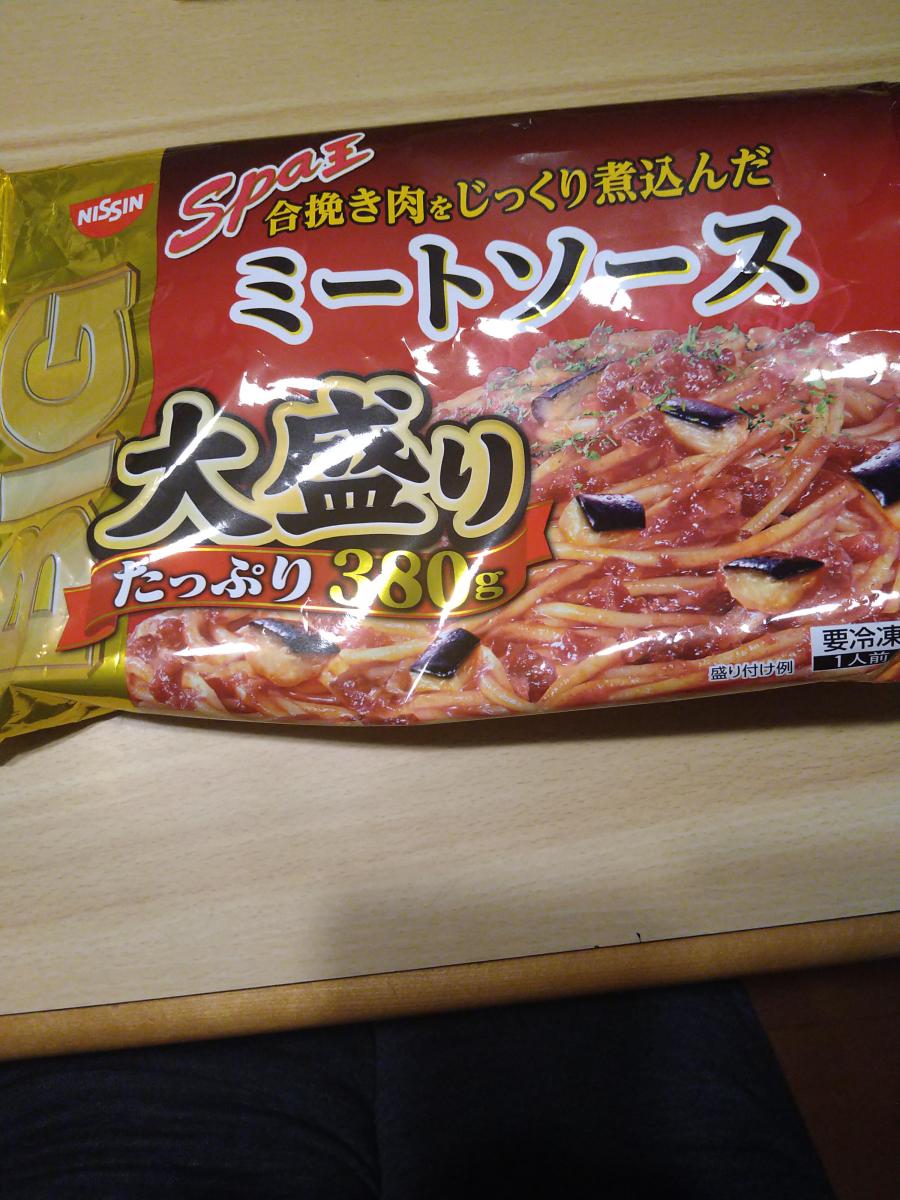 NISSIN
Spa王
合挽き肉をじっくり煮込んだ
ミートソース
BIG
大盛り
たっぷり380g
盛り付け例
要冷凍
1人前